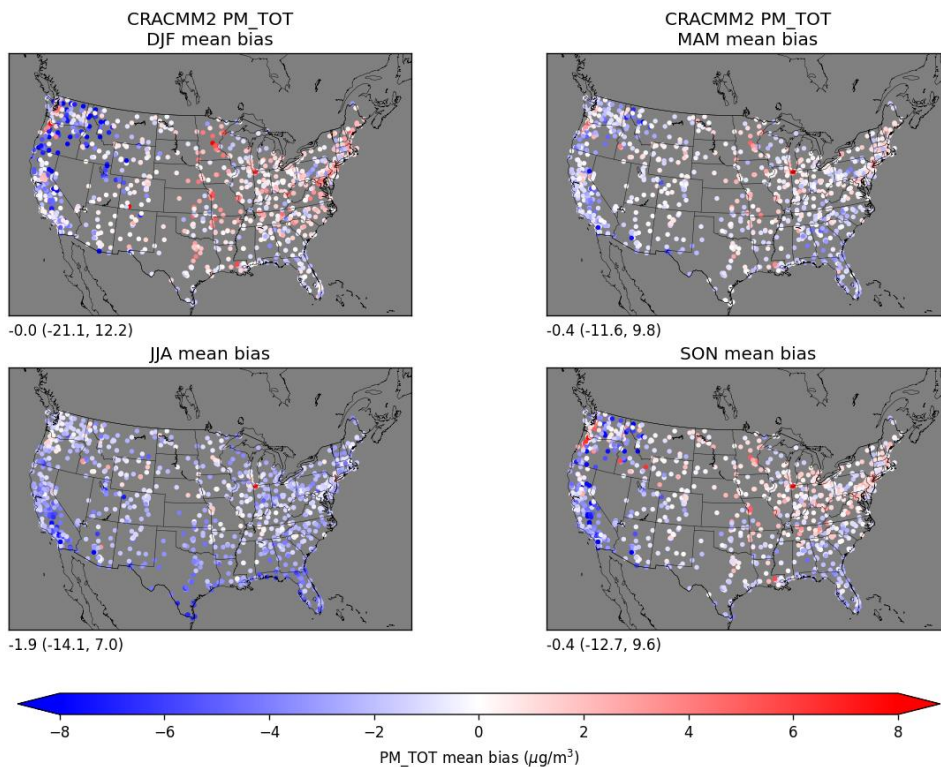 CRACMM2 PM_TOT
DJF mean bias
CRACMM2 PM_TOT
MAM mean bias
-0.0 (-21.1, 12.2)
-0.4 (-11.6, 9.8)
JJA mean bias
SON mean bias
-1.9 (-14.1, 7.0)
-0.4 (-12.7, 9.6)
−8 −6 −4 −2 0 2 4 6 8
PM_TOT mean bias (μg/m³)